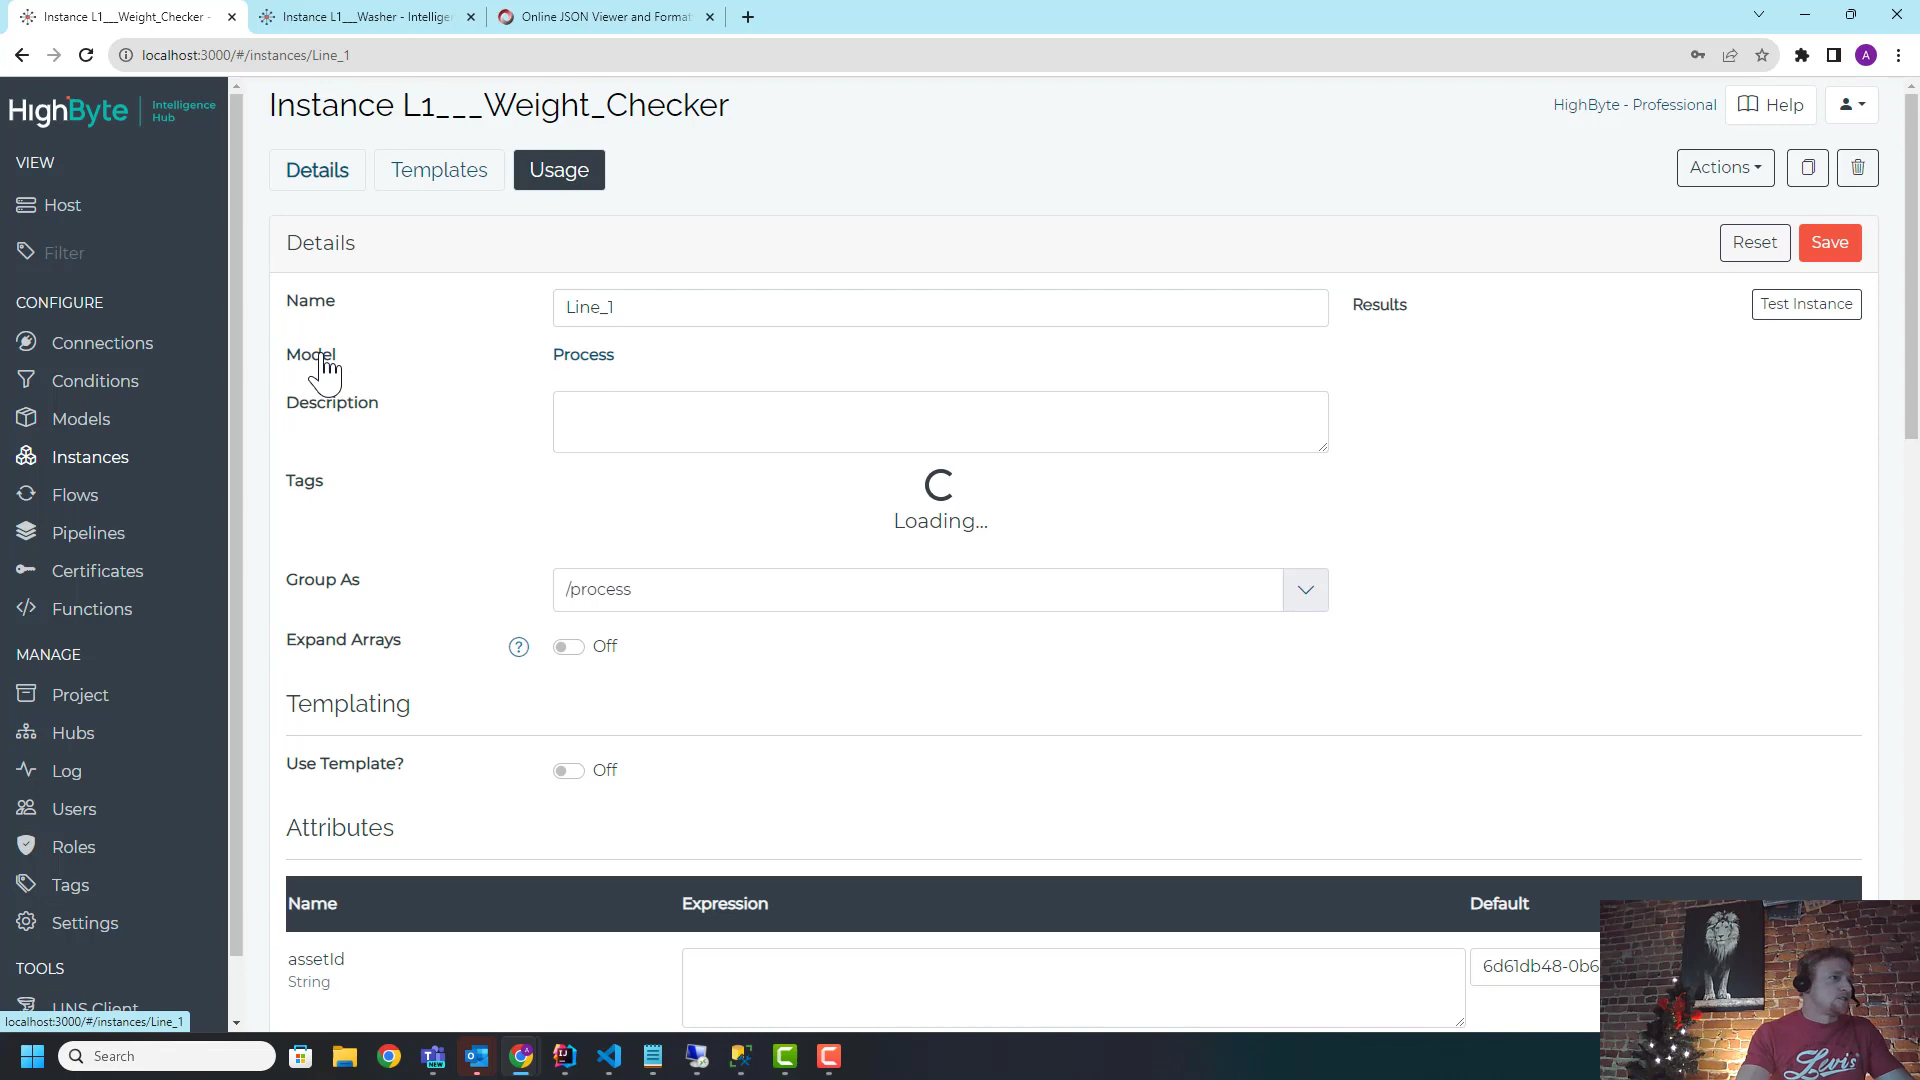 Instance L1___Weight_Checker -
Instance L1___Washer - Intellige
Online JSON Viewer and Format
localhost:3000/#/instances/Line_1
A
HighByte
Intelligence
Hub
VIEW
Host
Filter
CONFIGURE
Connections
Conditions
Models
Instances
Flows
Pipelines
Certificates
Functions
MANAGE
Project
Hubs
Log
Users
Roles
Tags
Settings
TOOLS
UNS Client
localhost:3000/#/instances/Line_1
Instance L1___Weight_Checker
HighByte - Professional
Help
Details
Templates
Usage
Actions
Details
Reset
Save
Name
Line_1
Results
Test Instance
Model
Process
Description
Tags
Loading...
Group As
/process
Expand Arrays
?
Off
Templating
Use Template?
Off
Attributes
Name
Expression
Default
assetId
String
6d61db48-0b6
Search
NEW
Levi's